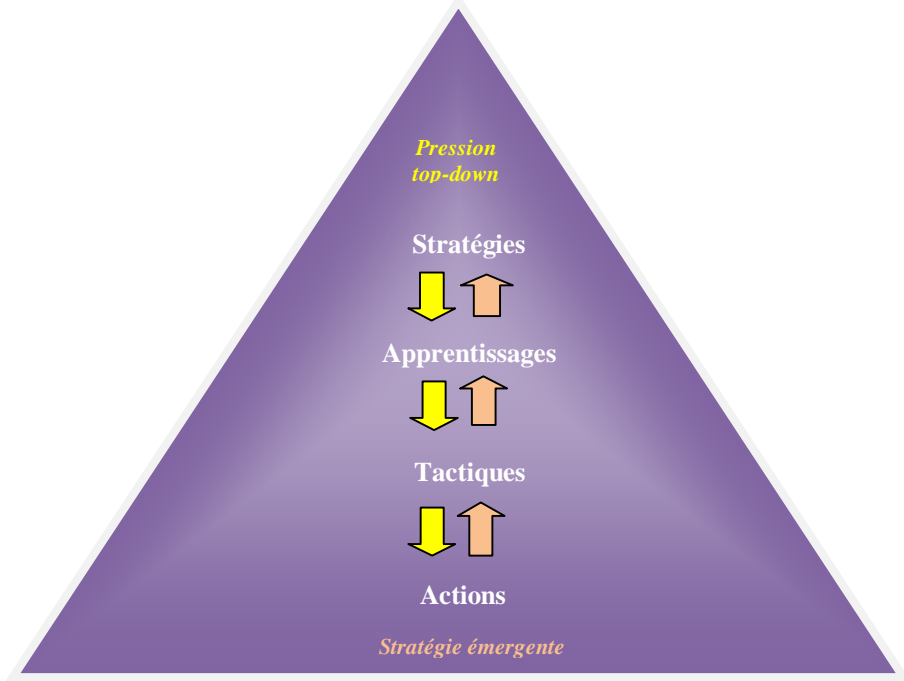 Pression
top-down
Stratégies
Apprentissages
Tactiques
Actions
Stratégie émergente